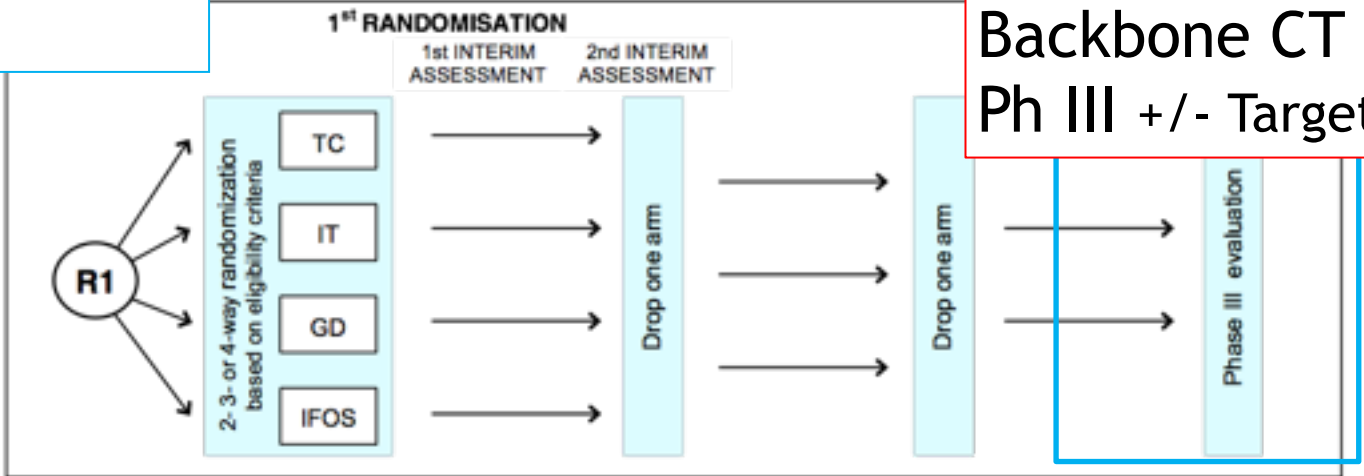 1st RANDOMISATION
1st INTERIM
ASSESSMENT
2nd INTERIM
ASSESSMENT
Backbone CT
Ph III +/- Target
R1
2- 3- or 4-way randomization
based on eligibility criteria
TC
IT
GD
IFOS
Drop one arm
Drop one arm
Phase III evaluation